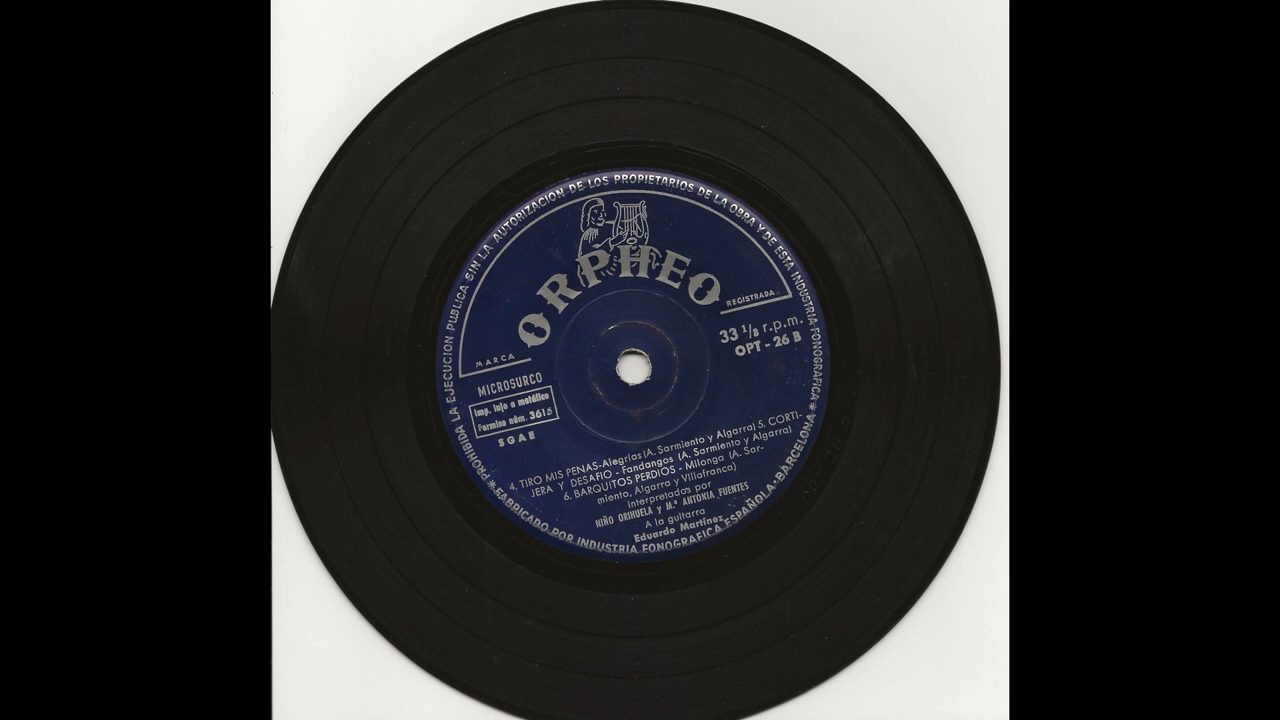 PROHIBIDA LA EJECUCION PUBLICA SIN LA AUTORIZACION DE LOS PROPIETARIOS DE LA OBRA Y DE ESTA INDUSTRIA FONOGRAFICA
ORPHEO
MARCA
REGISTRADA
MICROSURCO
Imp. lujo a metálico
Permiso núm. 3615
SGAE
33 1/3 r.p.m.
OPT - 26 B
4. TIRO MIS PENAS-Alegrías (A. Sarmiento y Algarra) 5. CORTI-
JERA Y DESAFIO - Fandangos (A. Sarmiento y Algarra)
6. BARQUITOS PERDIOS - Milonga (A. Sar-
miento, Algarra y Villafranca)
interpretados por
NIÑO ORIHUELA y M.ª ANTONIA FUENTES
A la guitarra
Eduardo Martínez
* FABRICADO POR INDUSTRIA FONOGRAFICA ESPAÑOLA - BARCELONA *